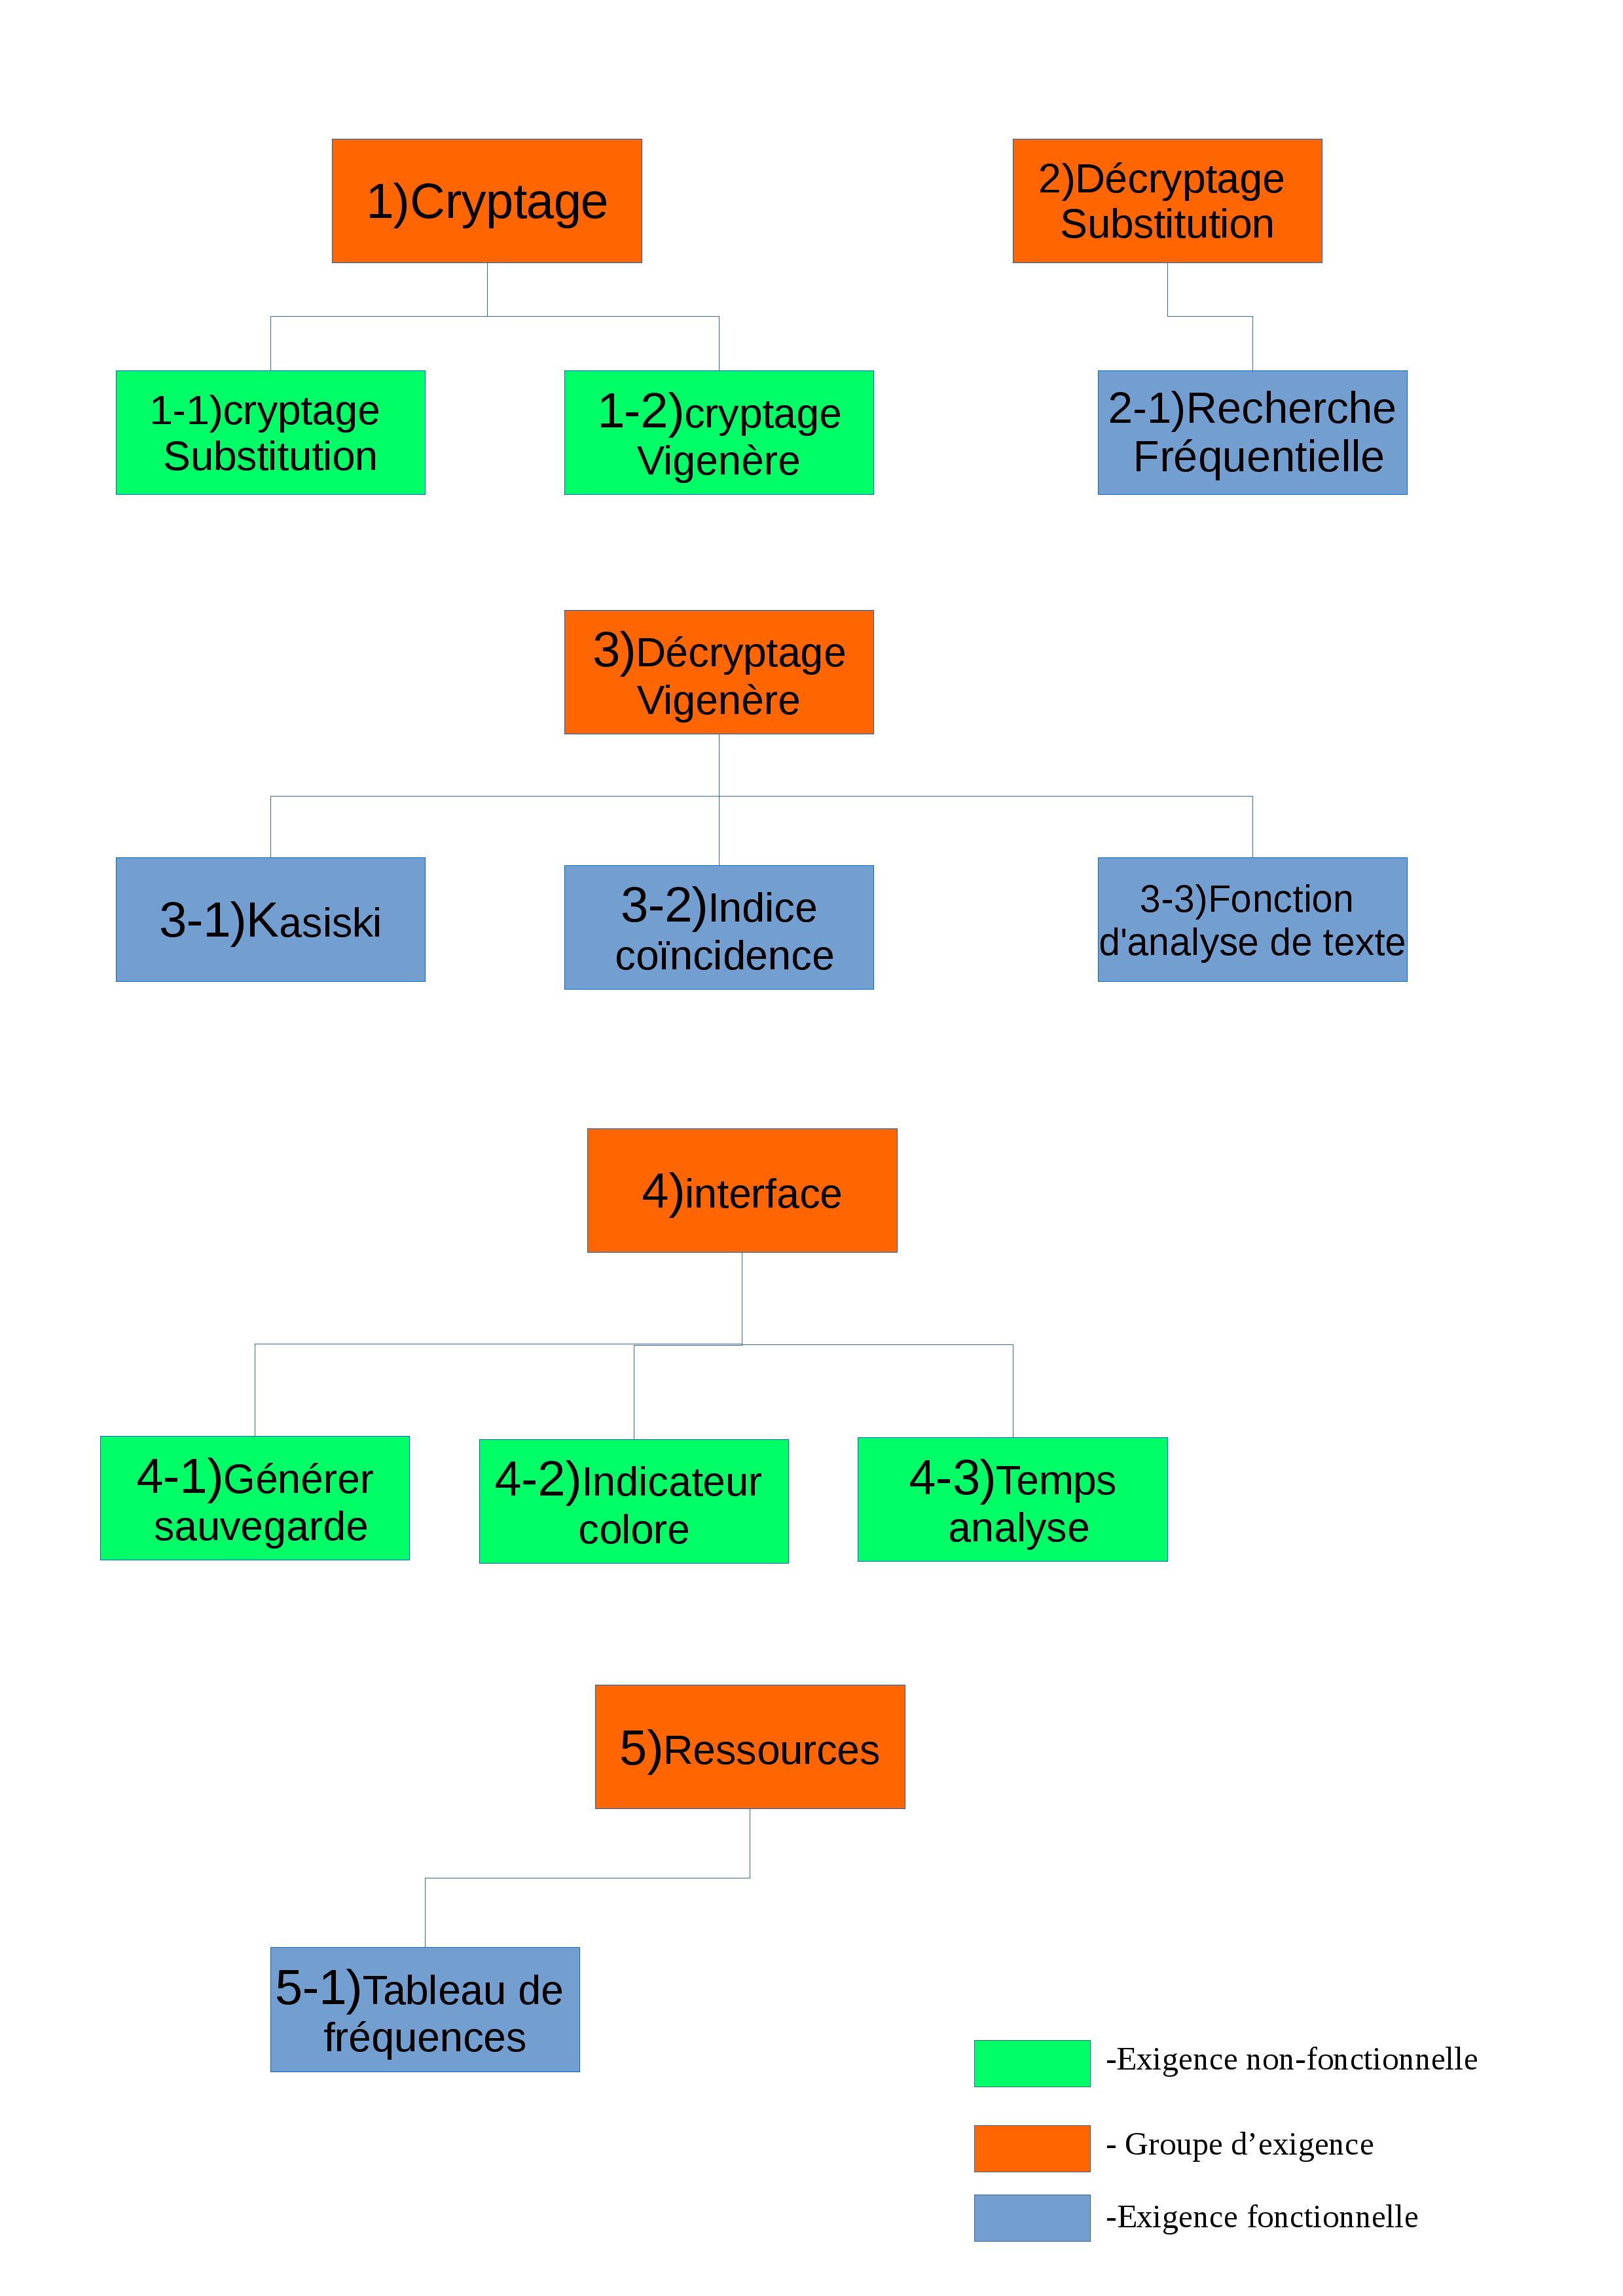 1)Cryptage
2)Décryptage
Substitution
1-1)cryptage
Substitution
1-2)cryptage
Vigenère
2-1)Recherche
Fréquentielle
3)Décryptage
Vigenère
3-1)Kasiski
3-2)Indice
coïncidence
3-3)Fonction
d'analyse de texte
4)interface
4-1)Générer
sauvegarde
4-2)Indicateur
colore
4-3)Temps
analyse
5)Ressources
5-1)Tableau de
fréquences
-Exigence non-fonctionnelle
- Groupe d’exigence
-Exigence fonctionnelle